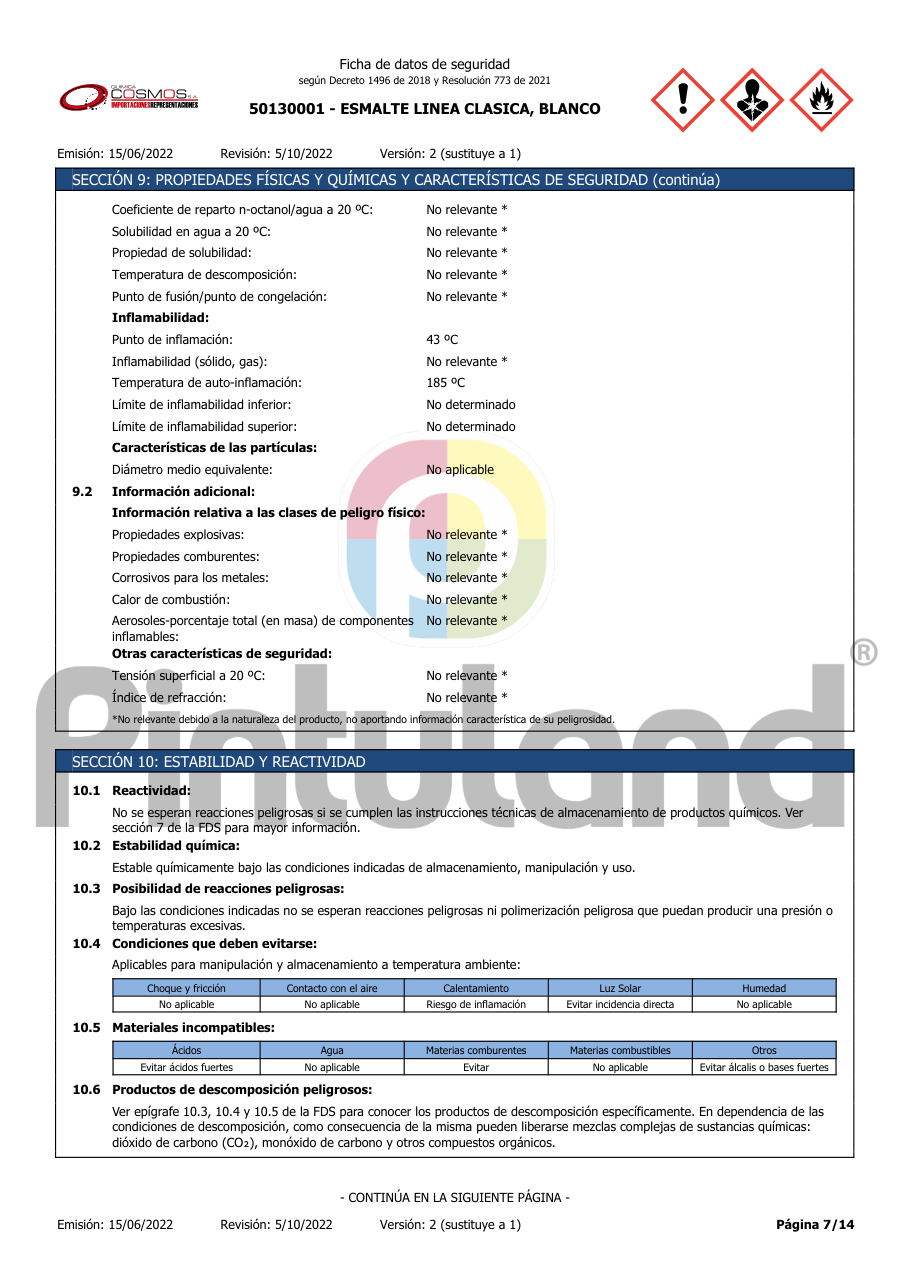 Ficha de datos de seguridad
según Decreto 1496 de 2018 y Resolución 773 de 2021
QUIMICA
COSMOS S.A.
IMPORTACIONES REPRESENTACIONES
50130001 - ESMALTE LINEA CLASICA, BLANCO
Emisión: 15/06/2022 Revisión: 5/10/2022 Versión: 2 (sustituye a 1)
SECCIÓN 9: PROPIEDADES FÍSICAS Y QUÍMICAS Y CARACTERÍSTICAS DE SEGURIDAD (continúa)
Coeficiente de reparto n-octanol/agua a 20 ºC: No relevante *
Solubilidad en agua a 20 ºC: No relevante *
Propiedad de solubilidad: No relevante *
Temperatura de descomposición: No relevante *
Punto de fusión/punto de congelación: No relevante *
Inflamabilidad:
Punto de inflamación: 43 ºC
Inflamabilidad (sólido, gas): No relevante *
Temperatura de auto-inflamación: 185 ºC
Límite de inflamabilidad inferior: No determinado
Límite de inflamabilidad superior: No determinado
Características de las partículas:
Diámetro medio equivalente: No aplicable
9.2 Información adicional:
Información relativa a las clases de peligro físico:
Propiedades explosivas: No relevante *
Propiedades comburentes: No relevante *
Corrosivos para los metales: No relevante *
Calor de combustión: No relevante *
Aerosoles-porcentaje total (en masa) de componentes No relevante *
inflamables:
Otras características de seguridad:
Tensión superficial a 20 ºC: No relevante *
Índice de refracción: No relevante *
*No relevante debido a la naturaleza del producto, no aportando información característica de su peligrosidad.
Pintuland®
SECCIÓN 10: ESTABILIDAD Y REACTIVIDAD
10.1 Reactividad:
No se esperan reacciones peligrosas si se cumplen las instrucciones técnicas de almacenamiento de productos químicos. Ver
sección 7 de la FDS para mayor información.
10.2 Estabilidad química:
Estable químicamente bajo las condiciones indicadas de almacenamiento, manipulación y uso.
10.3 Posibilidad de reacciones peligrosas:
Bajo las condiciones indicadas no se esperan reacciones peligrosas ni polimerización peligrosa que puedan producir una presión o
temperaturas excesivas.
10.4 Condiciones que deben evitarse:
Aplicables para manipulación y almacenamiento a temperatura ambiente:
Choque y fricción Contacto con el aire Calentamiento Luz Solar Humedad
No aplicable No aplicable Riesgo de inflamación Evitar incidencia directa No aplicable
10.5 Materiales incompatibles:
Ácidos Agua Materias comburentes Materias combustibles Otros
Evitar ácidos fuertes No aplicable Evitar No aplicable Evitar álcalis o bases fuertes
10.6 Productos de descomposición peligrosos:
Ver epígrafe 10.3, 10.4 y 10.5 de la FDS para conocer los productos de descomposición específicamente. En dependencia de las
condiciones de descomposición, como consecuencia de la misma pueden liberarse mezclas complejas de sustancias químicas:
dióxido de carbono (CO₂), monóxido de carbono y otros compuestos orgánicos.
- CONTINÚA EN LA SIGUIENTE PÁGINA -
Emisión: 15/06/2022 Revisión: 5/10/2022 Versión: 2 (sustituye a 1) Página 7/14